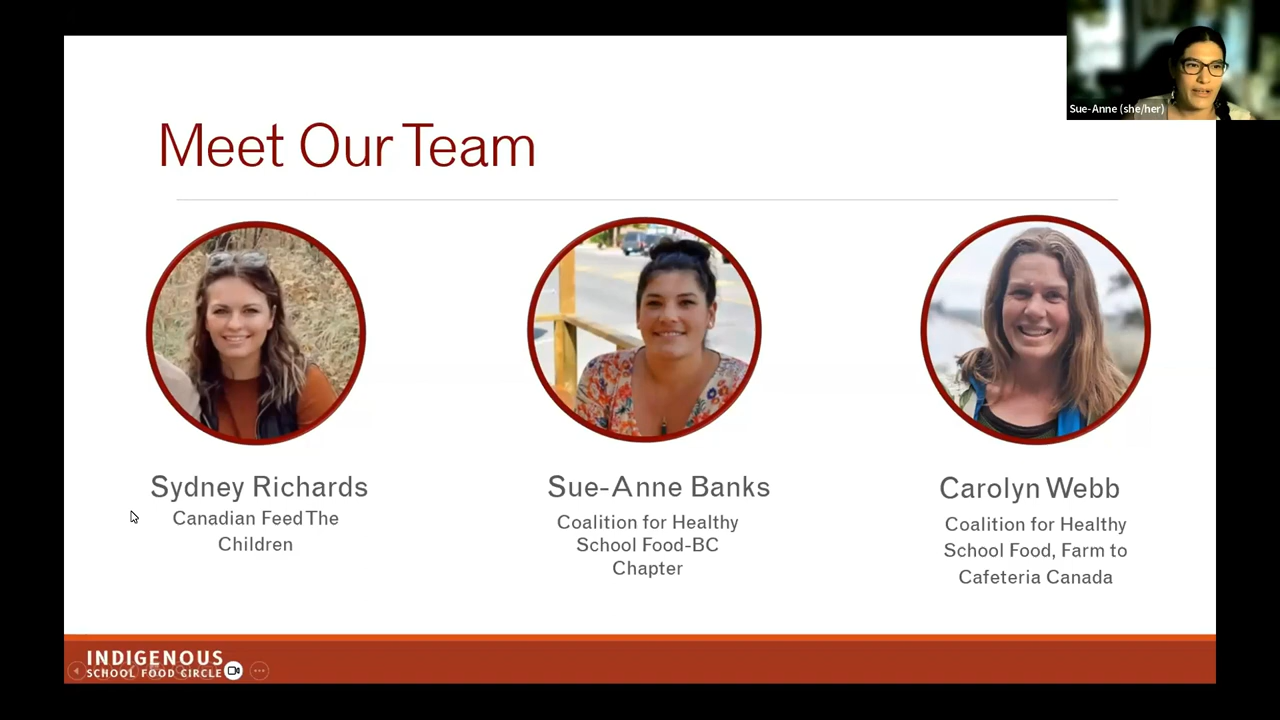 Sue-Anne (she/her)
Meet Our Team
Sydney Richards
Canadian Feed The
Children
Sue-Anne Banks
Coalition for Healthy
School Food-BC
Chapter
Carolyn Webb
Coalition for Healthy
School Food, Farm to
Cafeteria Canada
INDIGENOUS
SCHOOL FOOD CIRCLE